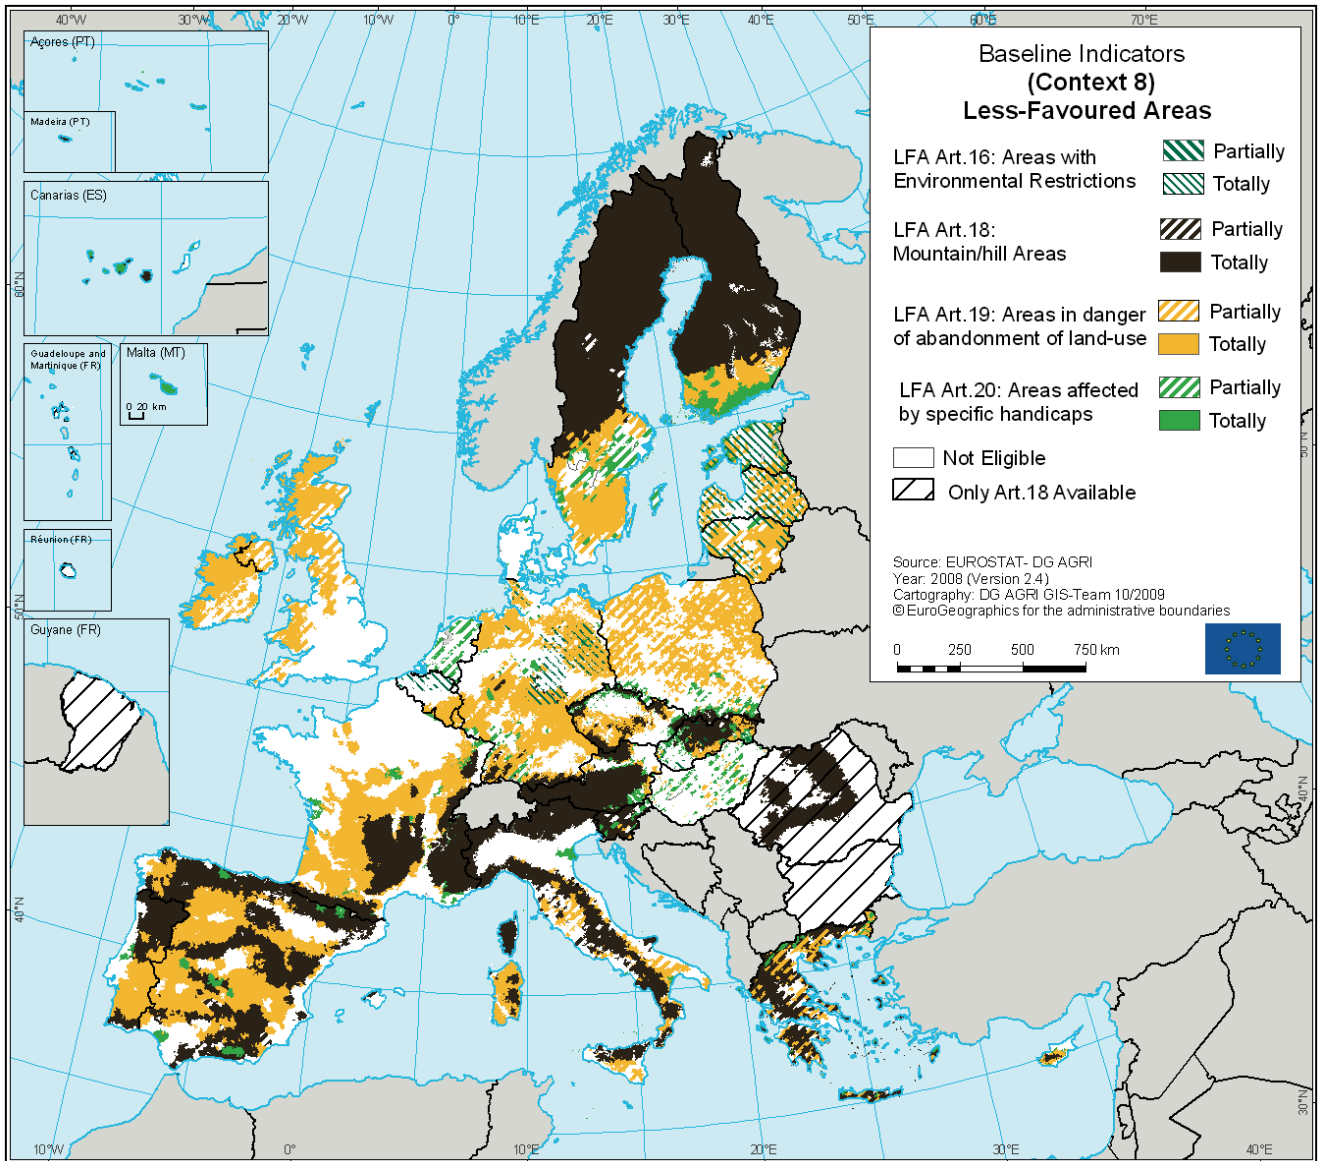 40°W 30°W 20°W 10°W 0° 10°E 20°E 30°E 40°E 50°E 60°E 70°E
Açores (PT)
Madeira (PT)
Canarias (ES)
Guadeloupe and
Martinique (FR)
Malta (MT)
0 20 km
Réunion (FR)
Guyane (FR)
60°N
50°N
40°N
Baseline Indicators
(Context 8)
Less-Favoured Areas
LFA Art.16: Areas with
Environmental Restrictions
Partially
Totally
LFA Art.18:
Mountain/hill Areas
Partially
Totally
LFA Art.19: Areas in danger
of abandonment of land-use
Partially
Totally
LFA Art.20: Areas affected
by specific handicaps
Partially
Totally
Not Eligible
Only Art.18 Available
Source: EUROSTAT- DG AGRI
Year: 2008 (Version 2.4)
Cartography: DG AGRI GIS-Team 10/2009
©EuroGeographics for the administrative boundaries
0 250 500 750 km
50°N
40°N
30°N
10°W 0° 10°E 20°E 30°E 40°E